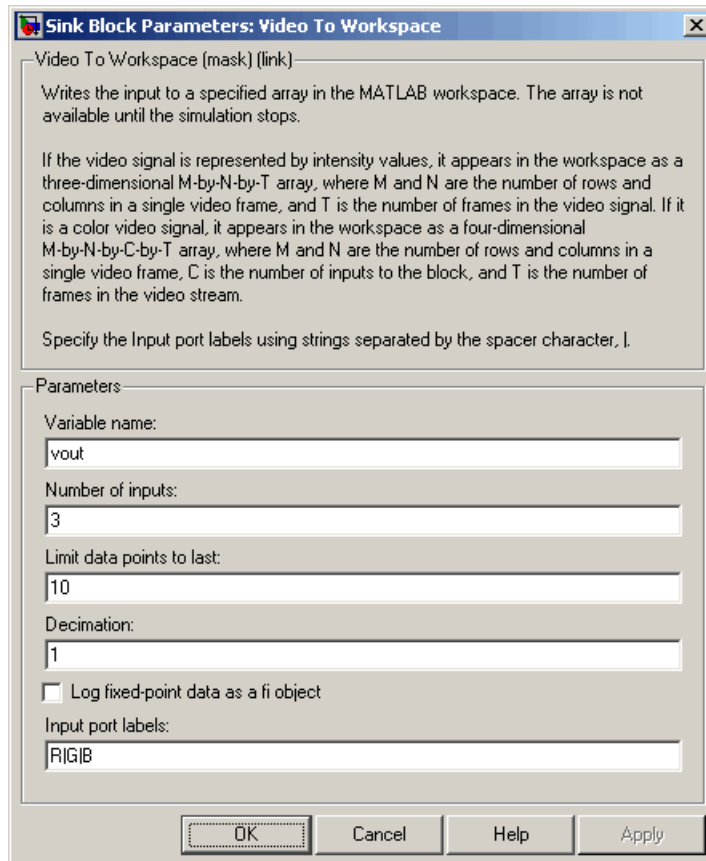 Sink Block Parameters: Video To Workspace
Video To Workspace (mask) (link)
Writes the input to a specified array in the MATLAB workspace. The array is not
available until the simulation stops.
If the video signal is represented by intensity values, it appears in the workspace as a
three-dimensional M-by-N-by-T array, where M and N are the number of rows and
columns in a single video frame, and T is the number of frames in the video signal. If it
is a color video signal, it appears in the workspace as a four-dimensional
M-by-N-by-C-by-T array, where M and N are the number of rows and columns in a
single video frame, C is the number of inputs to the block, and T is the number of
frames in the video stream.
Specify the Input port labels using strings separated by the spacer character, |.
Parameters
Variable name:
vout
Number of inputs:
3
Limit data points to last:
10
Decimation:
1
Log fixed-point data as a fi object
Input port labels:
R|G|B
OK Cancel Help Apply